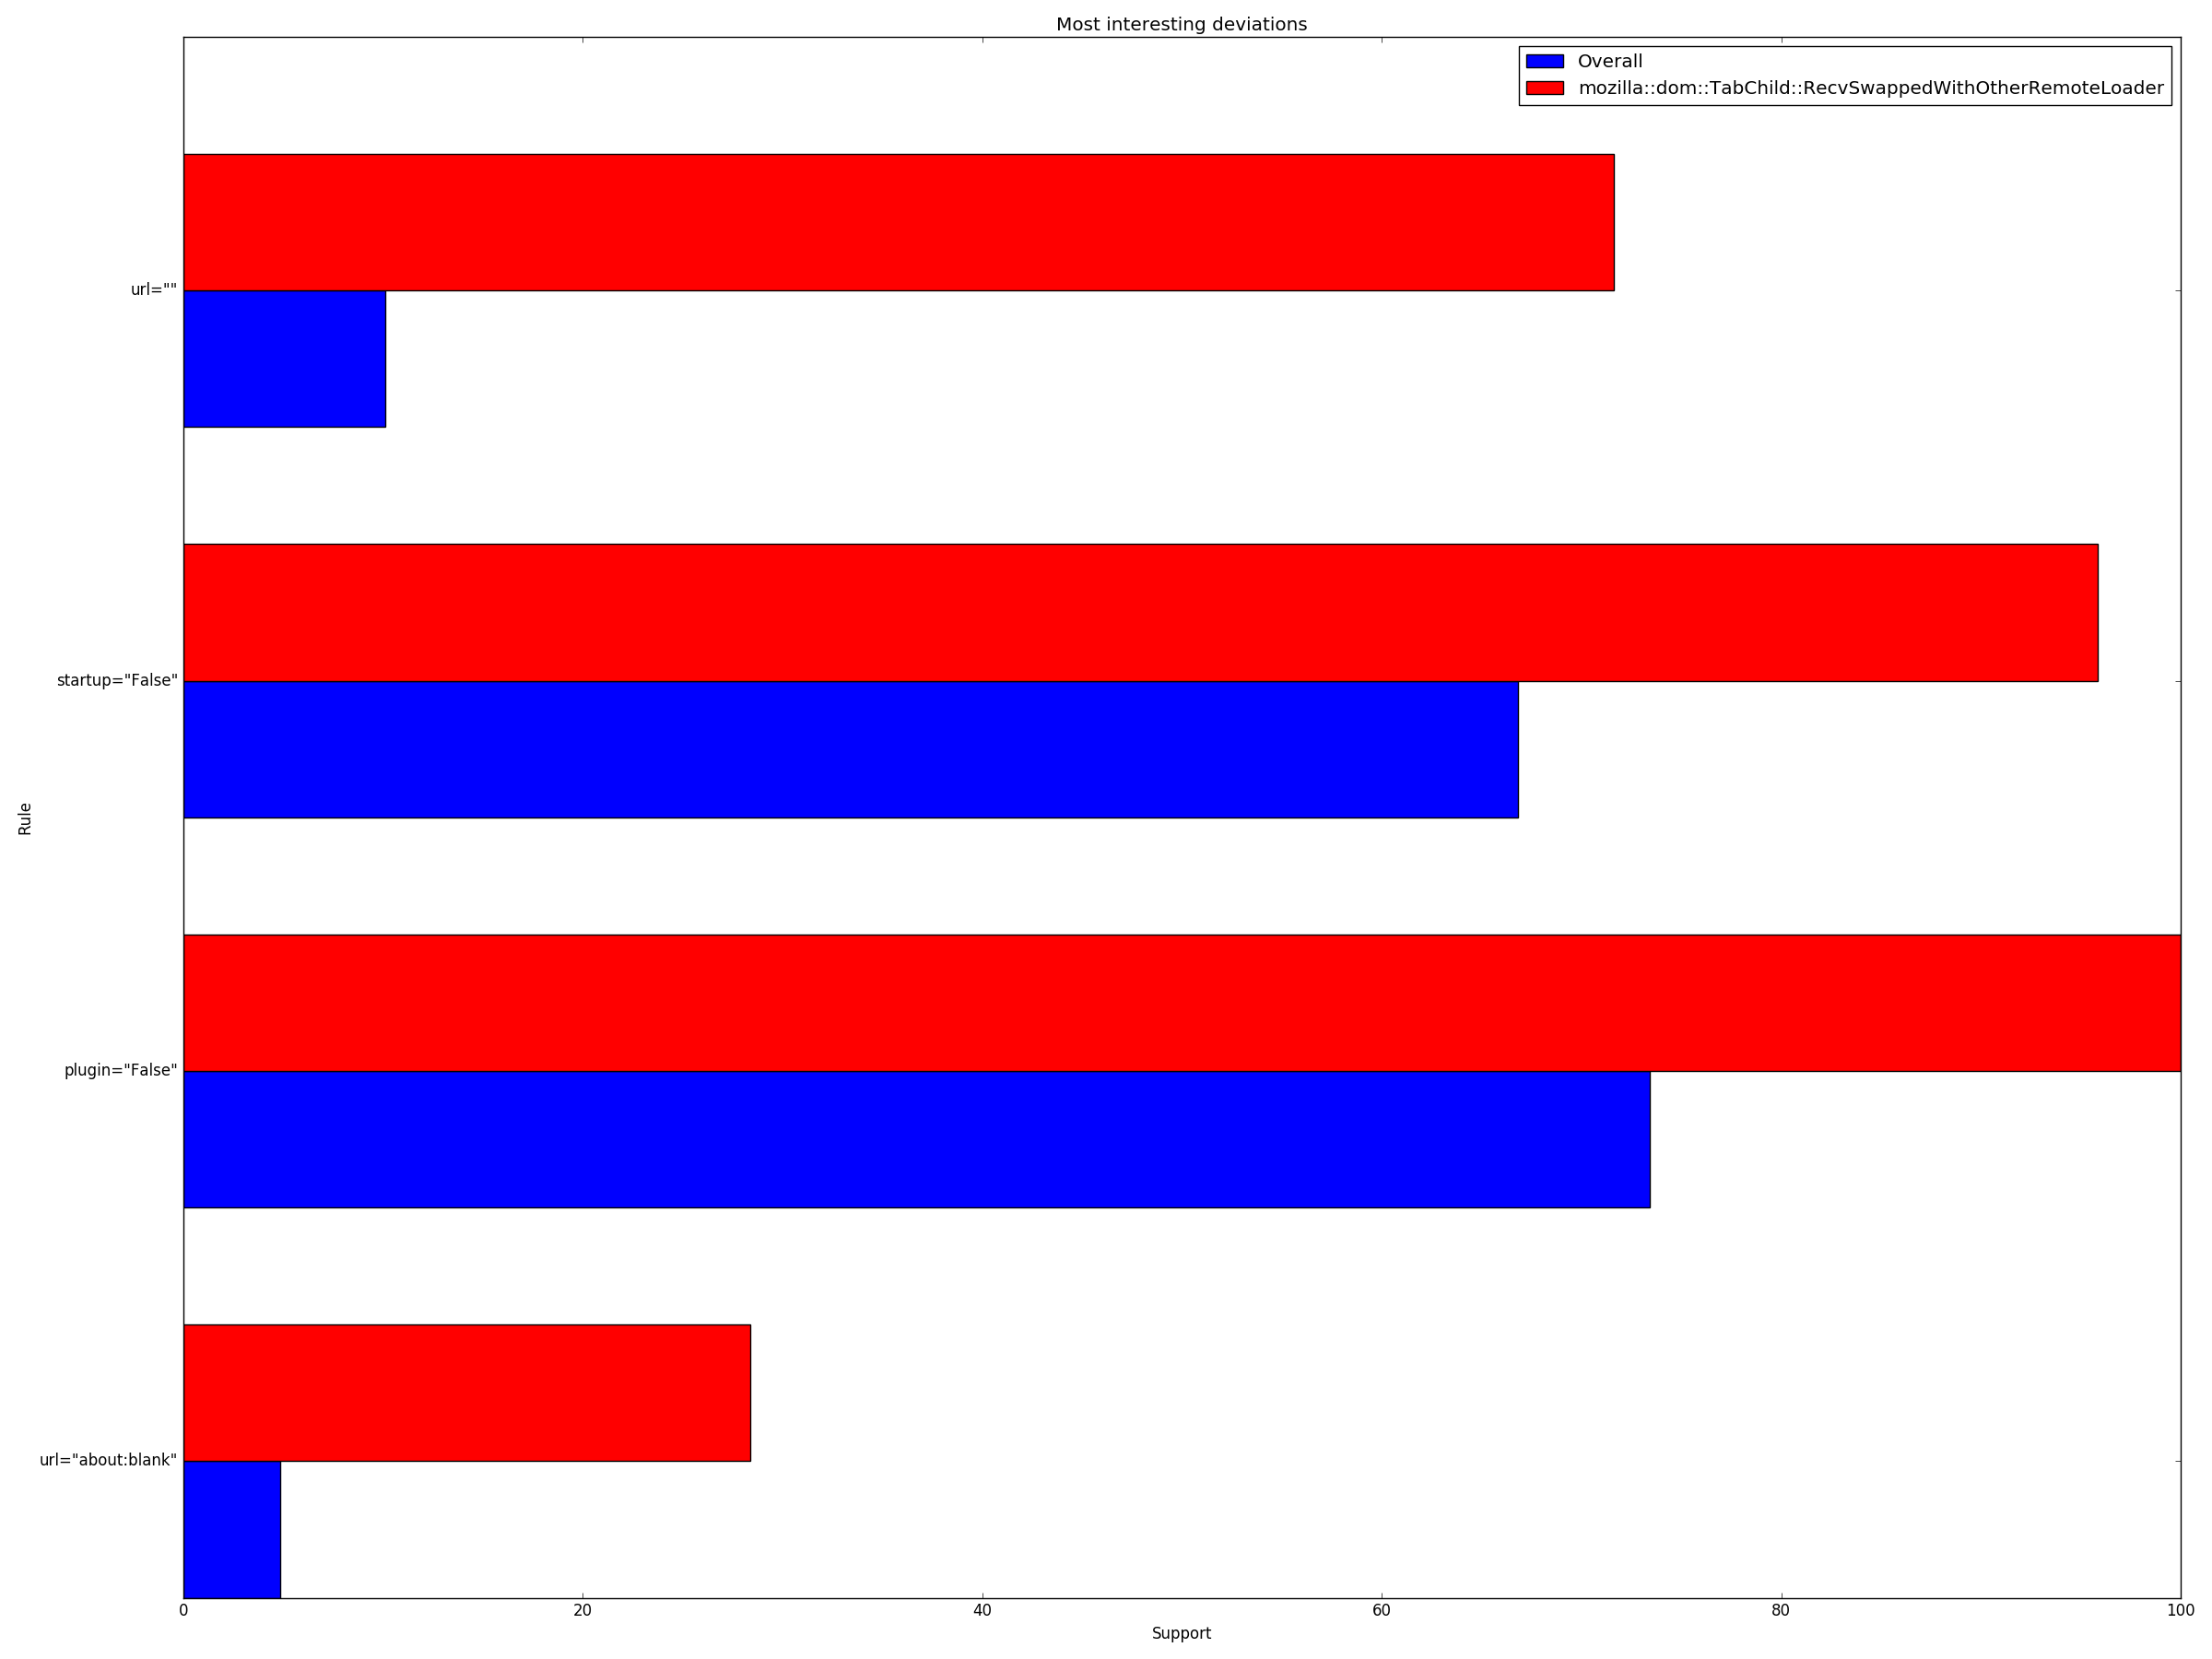 Most interesting deviations
Overall
mozilla::dom::TabChild::RecvSwappedWithOtherRemoteLoader
url=""
startup="False"
Rule
plugin="False"
url="about:blank"
0 20 40 60 80 100
Support